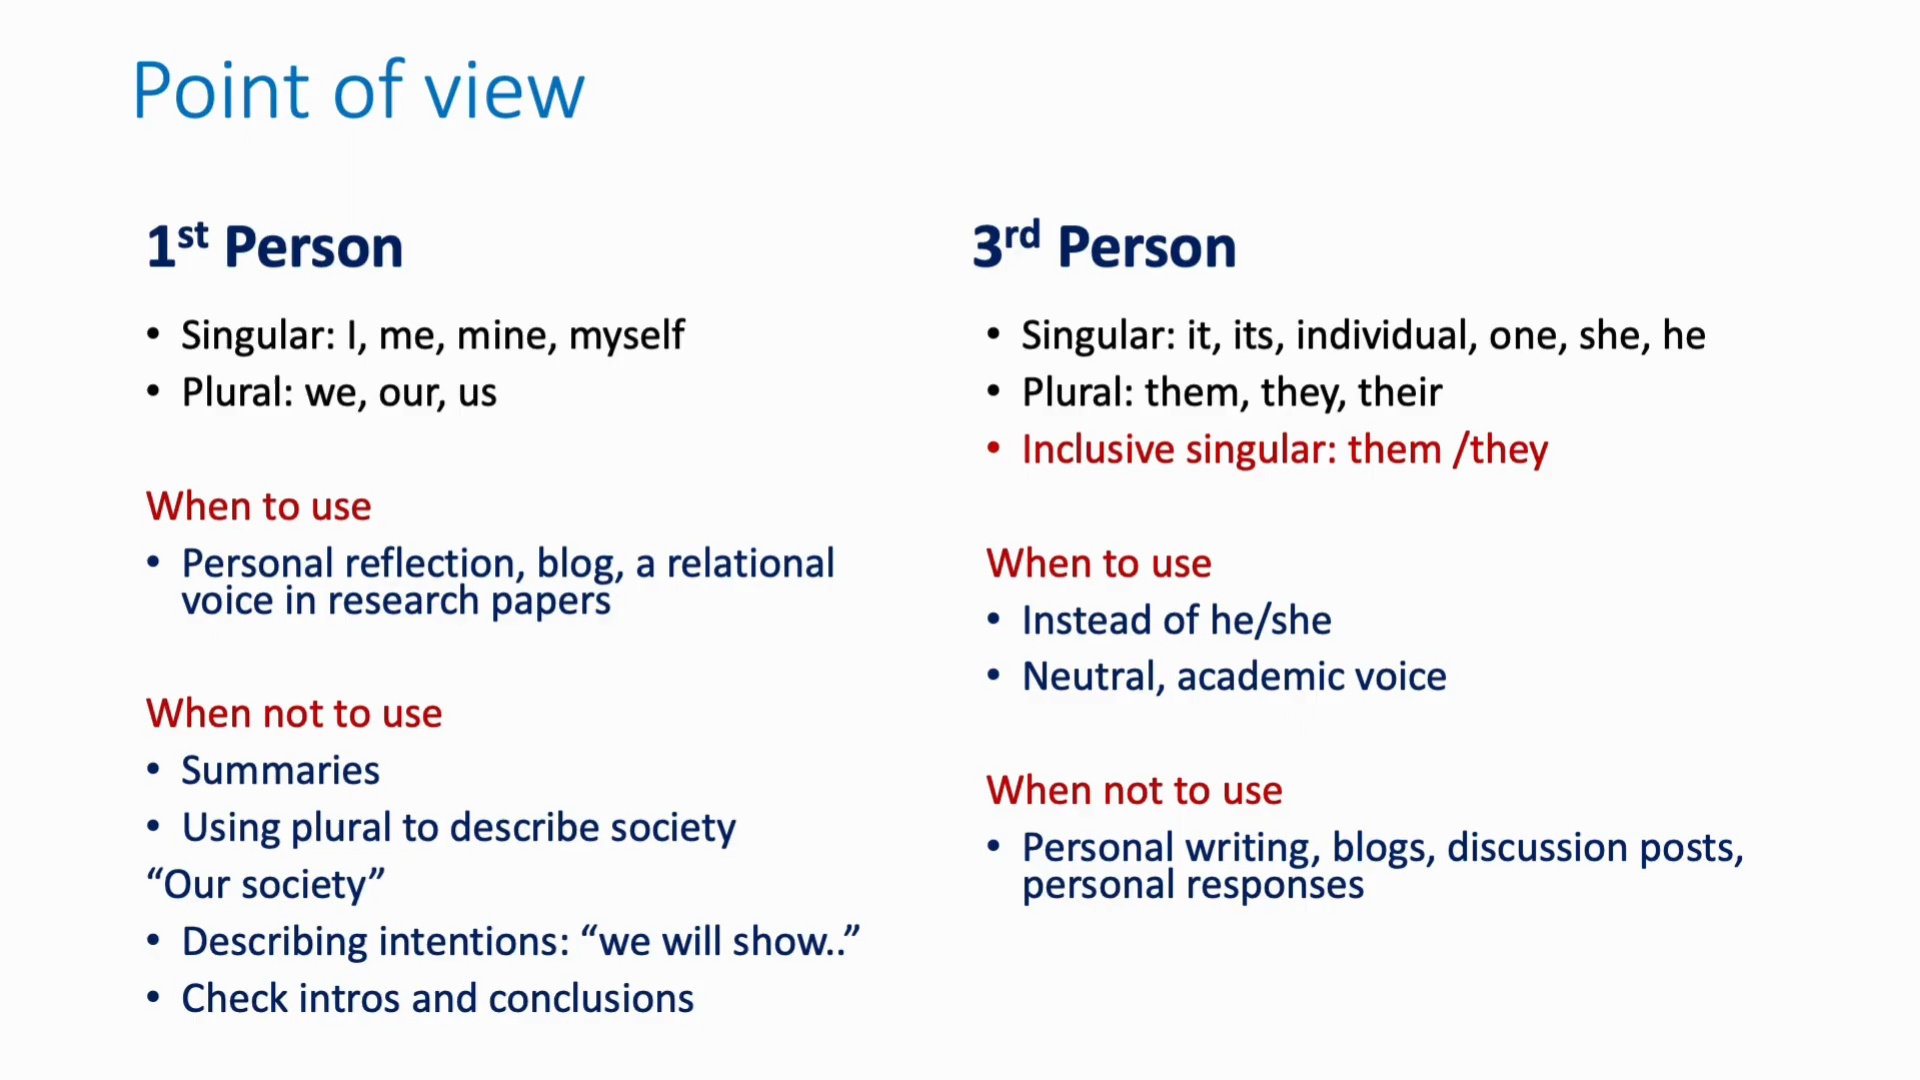 Point of view
1st Person
• Singular: I, me, mine, myself
• Plural: we, our, us
When to use
• Personal reflection, blog, a relational
voice in research papers
When not to use
• Summaries
• Using plural to describe society
“Our society”
• Describing intentions: “we will show..”
• Check intros and conclusions
3rd Person
• Singular: it, its, individual, one, she, he
• Plural: them, they, their
• Inclusive singular: them /they
When to use
• Instead of he/she
• Neutral, academic voice
When not to use
• Personal writing, blogs, discussion posts,
personal responses